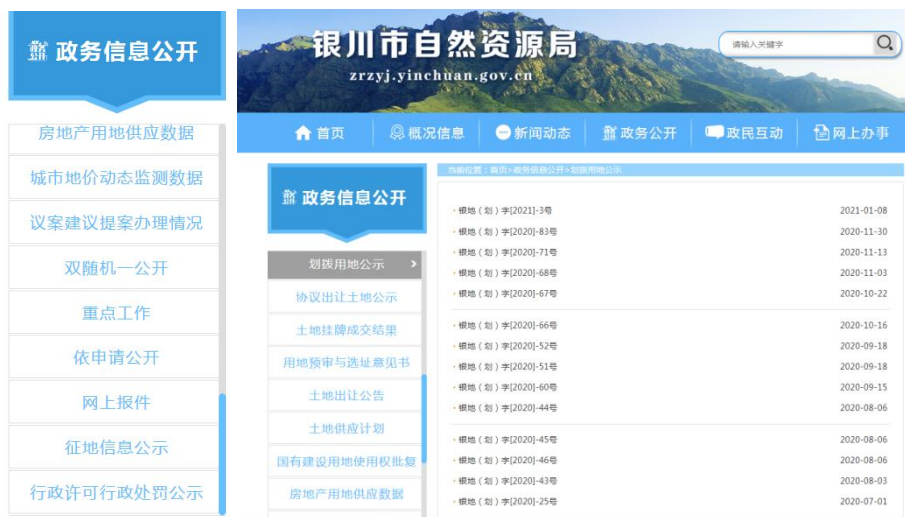 政务信息公开
房地产用地供应数据
城市地价动态监测数据
议案建议提案办理情况
双随机一公开
重点工作
依申请公开
网上报件
征地信息公示
行政许可行政处罚公示
银川市自然资源局
zrzyj.yinchuan.gov.cn
请输入关键字
首页 概况信息 新闻动态 政务公开 政民互动 网上办事
当前位置：首页>政务信息公开>划拨用地公示
政务信息公开
划拨用地公示 >
协议出让土地公示
土地挂牌成交结果
用地预审与选址意见书
土地出让公告
土地供应计划
国有建设用地使用权批复
房地产用地供应数据
银地（划）字[2021]-3号 2021-01-08
银地（划）字[2020]-83号 2020-11-30
银地（划）字[2020]-71号 2020-11-13
银地（划）字[2020]-68号 2020-11-03
银地（划）字[2020]-67号 2020-10-22
银地（划）字[2020]-66号 2020-10-16
银地（划）字[2020]-52号 2020-09-18
银地（划）字[2020]-51号 2020-09-18
银地（划）字[2020]-60号 2020-09-15
银地（划）字[2020]-44号 2020-08-06
银地（划）字[2020]-45号 2020-08-06
银地（划）字[2020]-46号 2020-08-06
银地（划）字[2020]-43号 2020-08-03
银地（划）字[2020]-25号 2020-07-01